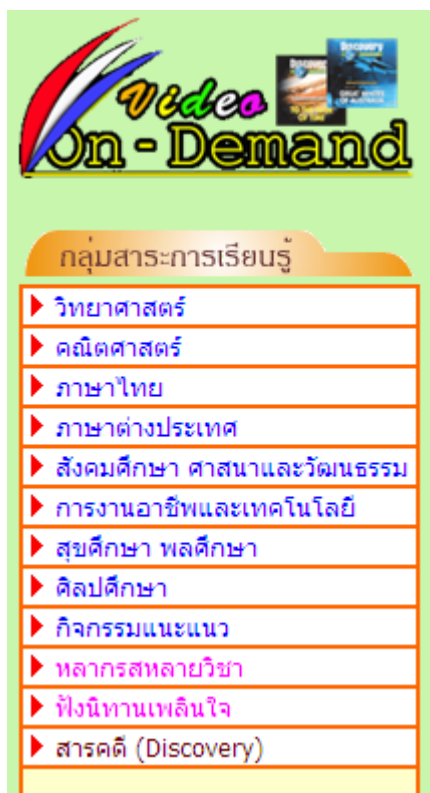 Video
On-Demand
Discovery
Discovery
GREAT WHITES
OF AUSTRALIA
กลุ่มสาระการเรียนรู้
วิทยาศาสตร์
คณิตศาสตร์
ภาษาไทย
ภาษาต่างประเทศ
สังคมศึกษา ศาสนาและวัฒนธรรม
การงานอาชีพและเทคโนโลยี
สุขศึกษา พลศึกษา
ศิลปศึกษา
กิจกรรมแนะแนว
หลากรสหลายวิชา
ฟังนิทานเพลินใจ
สารคดี (Discovery)